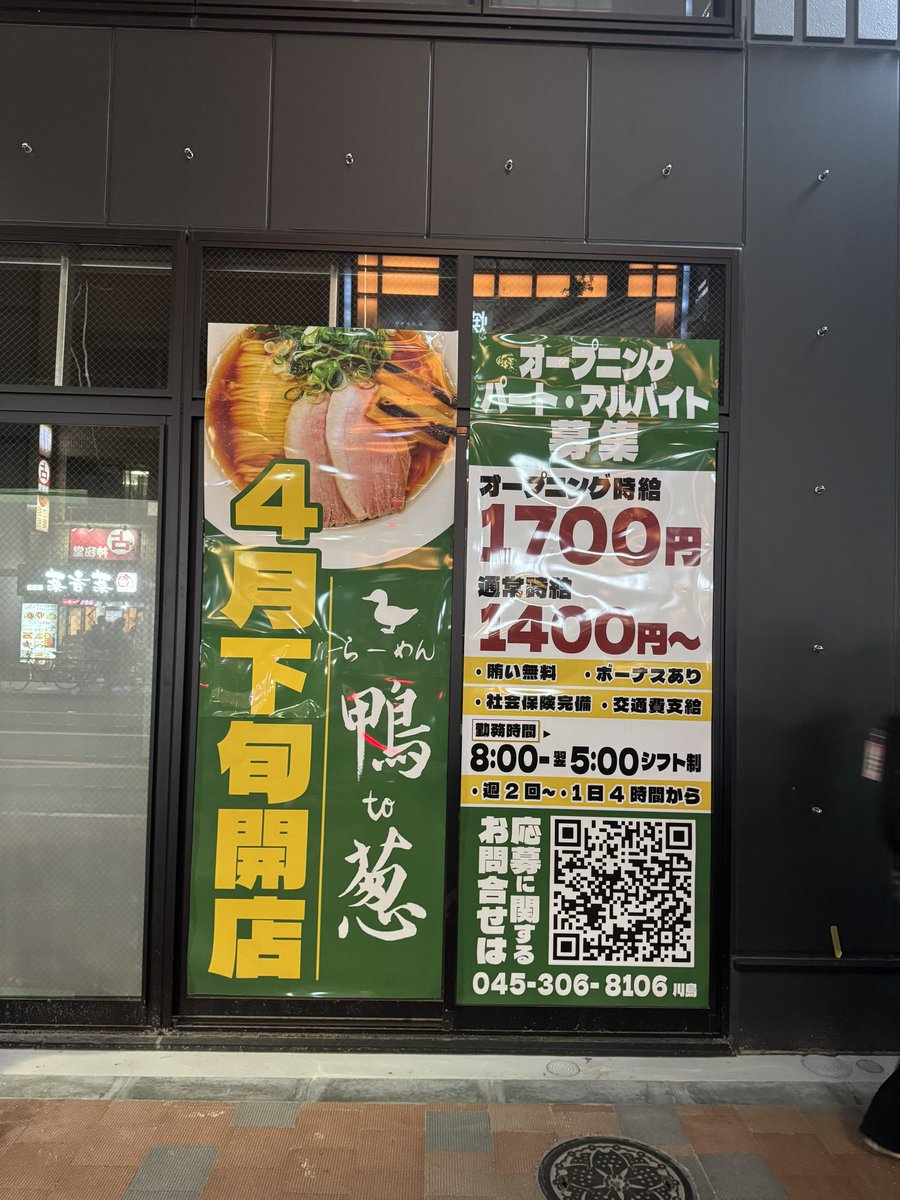 4月下旬開店
らーめん
鴨
to
葱
オープニング
パート・アルバイト
募集
オープニング時給
1700円
通常時給
1400円～
・賄い無料 ・ボーナスあり
・社会保険完備 ・交通費支給
勤務時間▶
8:00-翌5:00シフト制
・週2回～・1日4時間から
応募に関する
お問合せは
045-306-8106 川島